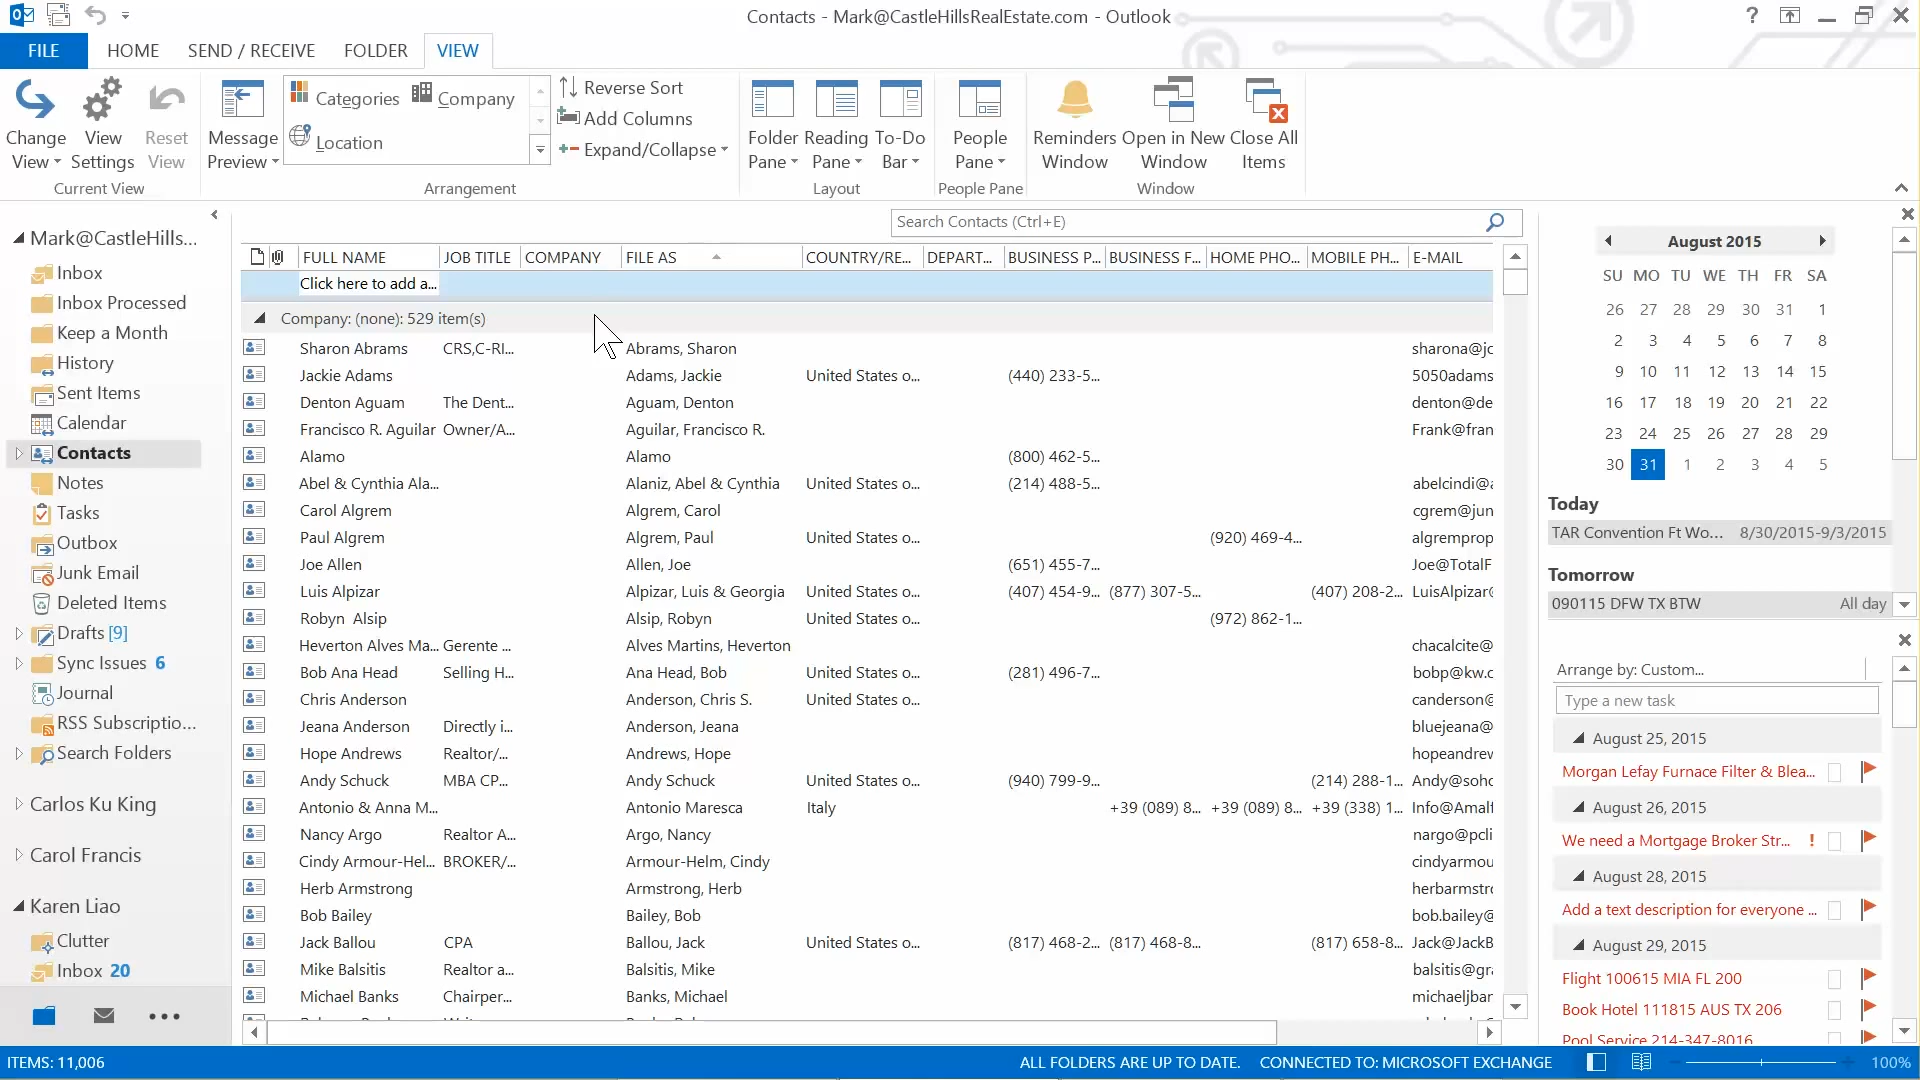 Contacts - Mark@CastleHillsRealEstate.com - Outlook
FILE HOME SEND / RECEIVE FOLDER VIEW
Change View
View Settings
Reset View
Current View
Message Preview
Categories
Company
Location
Reverse Sort
Add Columns
Expand/Collapse
Arrangement
Folder Pane
Reading Pane
To-Do Bar
Layout
People Pane
People Pane
Reminders Window
Open in New Window
Close All Items
Window
Mark@CastleHills...
Inbox
Inbox Processed
Keep a Month
History
Sent Items
Calendar
Contacts
Notes
Tasks
Outbox
Junk Email
Deleted Items
Drafts [9]
Sync Issues 6
Journal
RSS Subscriptio...
Search Folders
Carlos Ku King
Carol Francis
Karen Liao
Clutter
Inbox 20
Search Contacts (Ctrl+E)
FULL NAME JOB TITLE COMPANY FILE AS COUNTRY/RE... DEPART... BUSINESS P... BUSINESS F... HOME PHO... MOBILE PH... E-MAIL
Click here to add a...
Company: (none): 529 item(s)
Sharon Abrams CRS,C-RI... Abrams, Sharon sharona@jc
Jackie Adams Adams, Jackie United States o... (440) 233-5... 5050adams
Denton Aguam The Dent... Aguam, Denton denton@de
Francisco R. Aguilar Owner/A... Aguilar, Francisco R. Frank@fran
Alamo Alamo (800) 462-5...
Abel & Cynthia Ala... Alaniz, Abel & Cynthia United States o... (214) 488-5... abelcindi@a
Carol Algrem Algrem, Carol cgrem@jun
Paul Algrem Algrem, Paul United States o... (920) 469-4... algremprop
Joe Allen Allen, Joe (651) 455-7... Joe@TotalF
Luis Alpizar Alpizar, Luis & Georgia United States o... (407) 454-9... (877) 307-5... (407) 208-2... LuisAlpizar@
Robyn Alsip Alsip, Robyn United States o... (972) 862-1...
Heverton Alves Ma... Gerente ... Alves Martins, Heverton chacalcite@
Bob Ana Head Selling H... Ana Head, Bob United States o... (281) 496-7... bobp@kw.c
Chris Anderson Anderson, Chris S. United States o... canderson@
Jeana Anderson Directly i... Anderson, Jeana bluejeana@
Hope Andrews Realtor/... Andrews, Hope hopeandrew
Andy Schuck MBA CP... Andy Schuck United States o... (940) 799-9... (214) 288-1... Andy@soho
Antonio & Anna M... Antonio Maresca Italy +39 (089) 8... +39 (089) 8... +39 (338) 1... Info@Amalf
Nancy Argo Realtor A... Argo, Nancy nargo@pcli
Cindy Armour-Hel... BROKER/... Armour-Helm, Cindy cindyarmou
Herb Armstrong Armstrong, Herb herbarmstro
Bob Bailey Bailey, Bob bob.bailey@
Jack Ballou CPA Ballou, Jack United States o... (817) 468-2... (817) 468-8... (817) 658-8... Jack@JackB
Mike Balsitis Realtor a... Balsitis, Mike balsitis@gra
Michael Banks Chairper... Banks, Michael michaeljbar
August 2015
SU MO TU WE TH FR SA
26 27 28 29 30 31 1
2 3 4 5 6 7 8
9 10 11 12 13 14 15
16 17 18 19 20 21 22
23 24 25 26 27 28 29
30 31 1 2 3 4 5
Today
TAR Convention Ft Wo... 8/30/2015-9/3/2015
Tomorrow
090115 DFW TX BTW All day
Arrange by: Custom...
Type a new task
August 25, 2015
Morgan Lefay Furnace Filter & Blea...
August 26, 2015
We need a Mortgage Broker Str... !
August 28, 2015
Add a text description for everyone ...
August 29, 2015
Flight 100615 MIA FL 200
Book Hotel 111815 AUS TX 206
Pool Service 214-347-8016
ITEMS: 11,006 ALL FOLDERS ARE UP TO DATE. CONNECTED TO: MICROSOFT EXCHANGE 100%